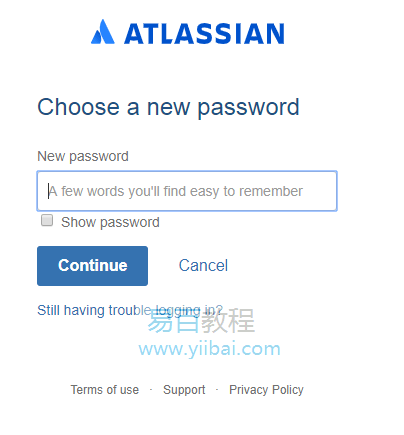 ATLASSIAN
Choose a new password
New password
A few words you'll find easy to remember
Show password
Continue Cancel
Still having trouble logging in?
易百教程
www.yiibai.com
Terms of use · Support · Privacy Policy